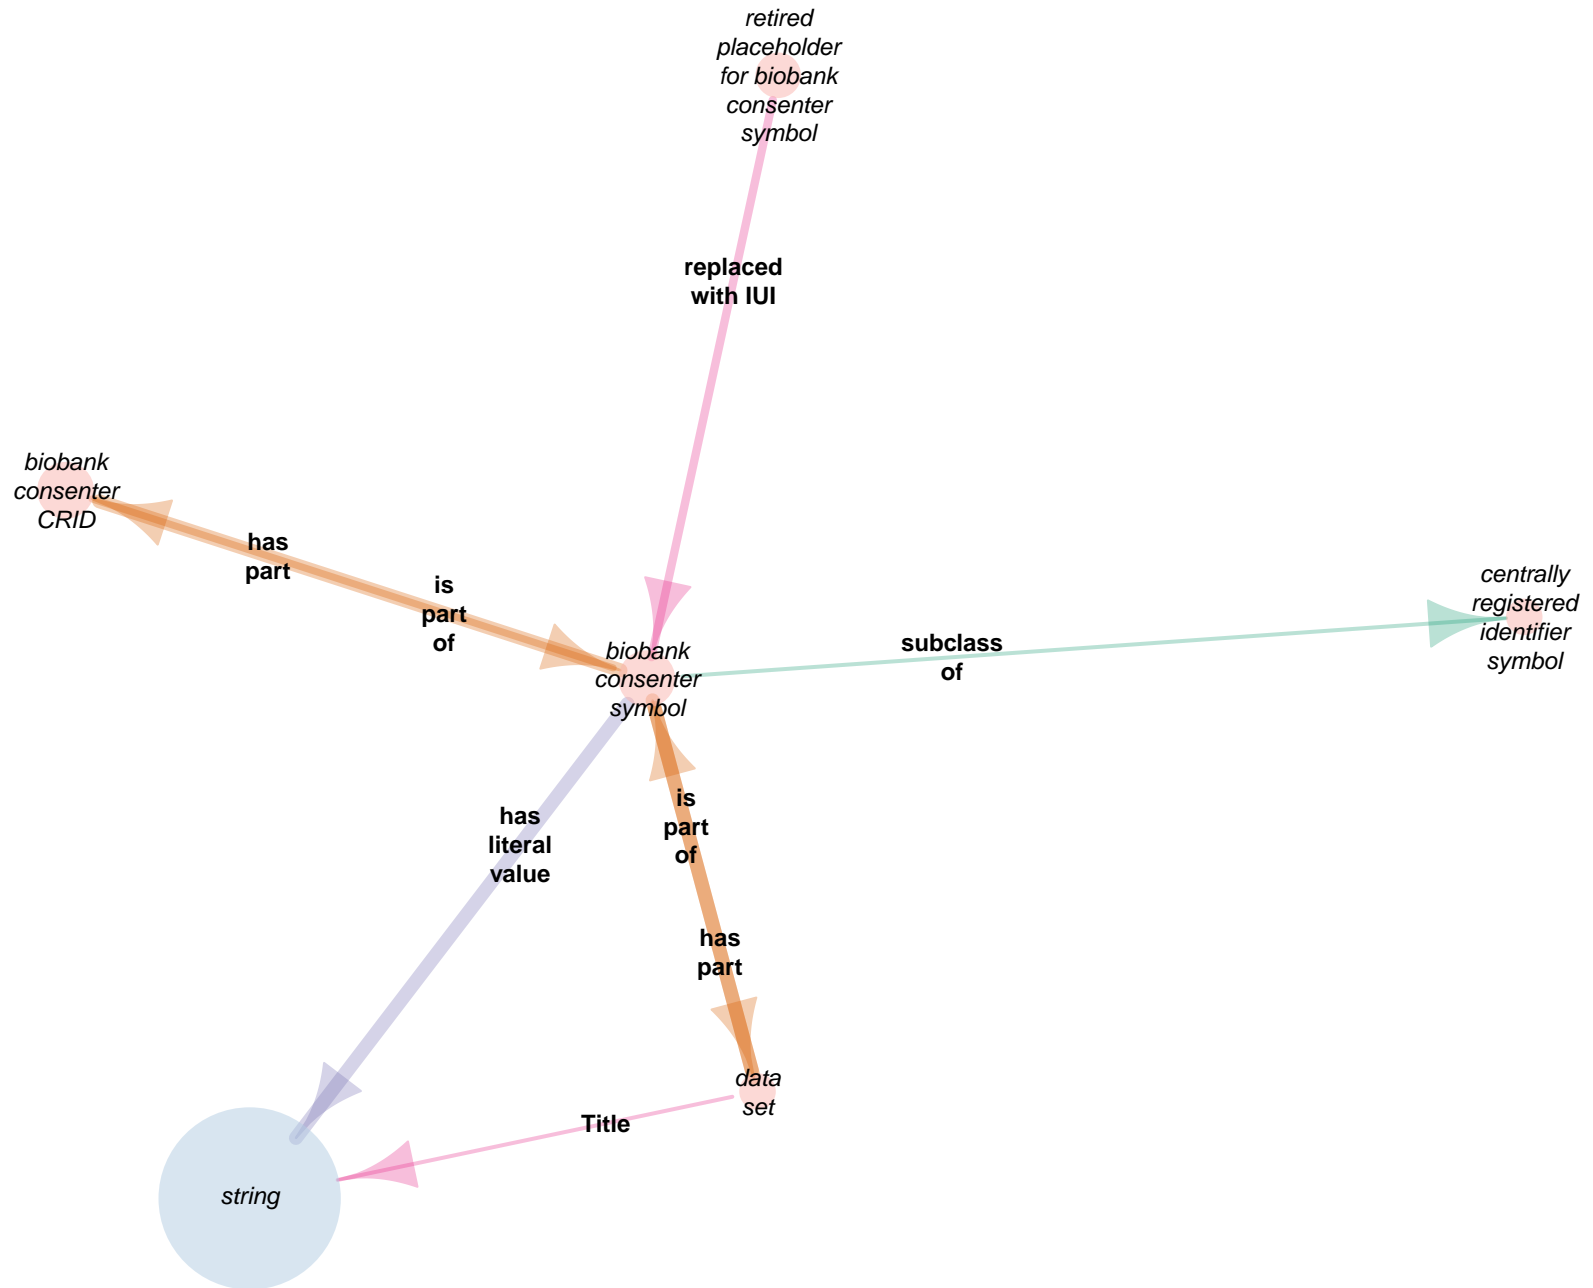 retired
placeholder
for biobank
consenter
symbol
replaced
with IUI
biobank
consenter
CRID
has
part
is
part
of
biobank
consenter
symbol
subclass
of
centrally
registered
identifier
symbol
has
literal
value
is
part
of
has
part
data
set
Title
string